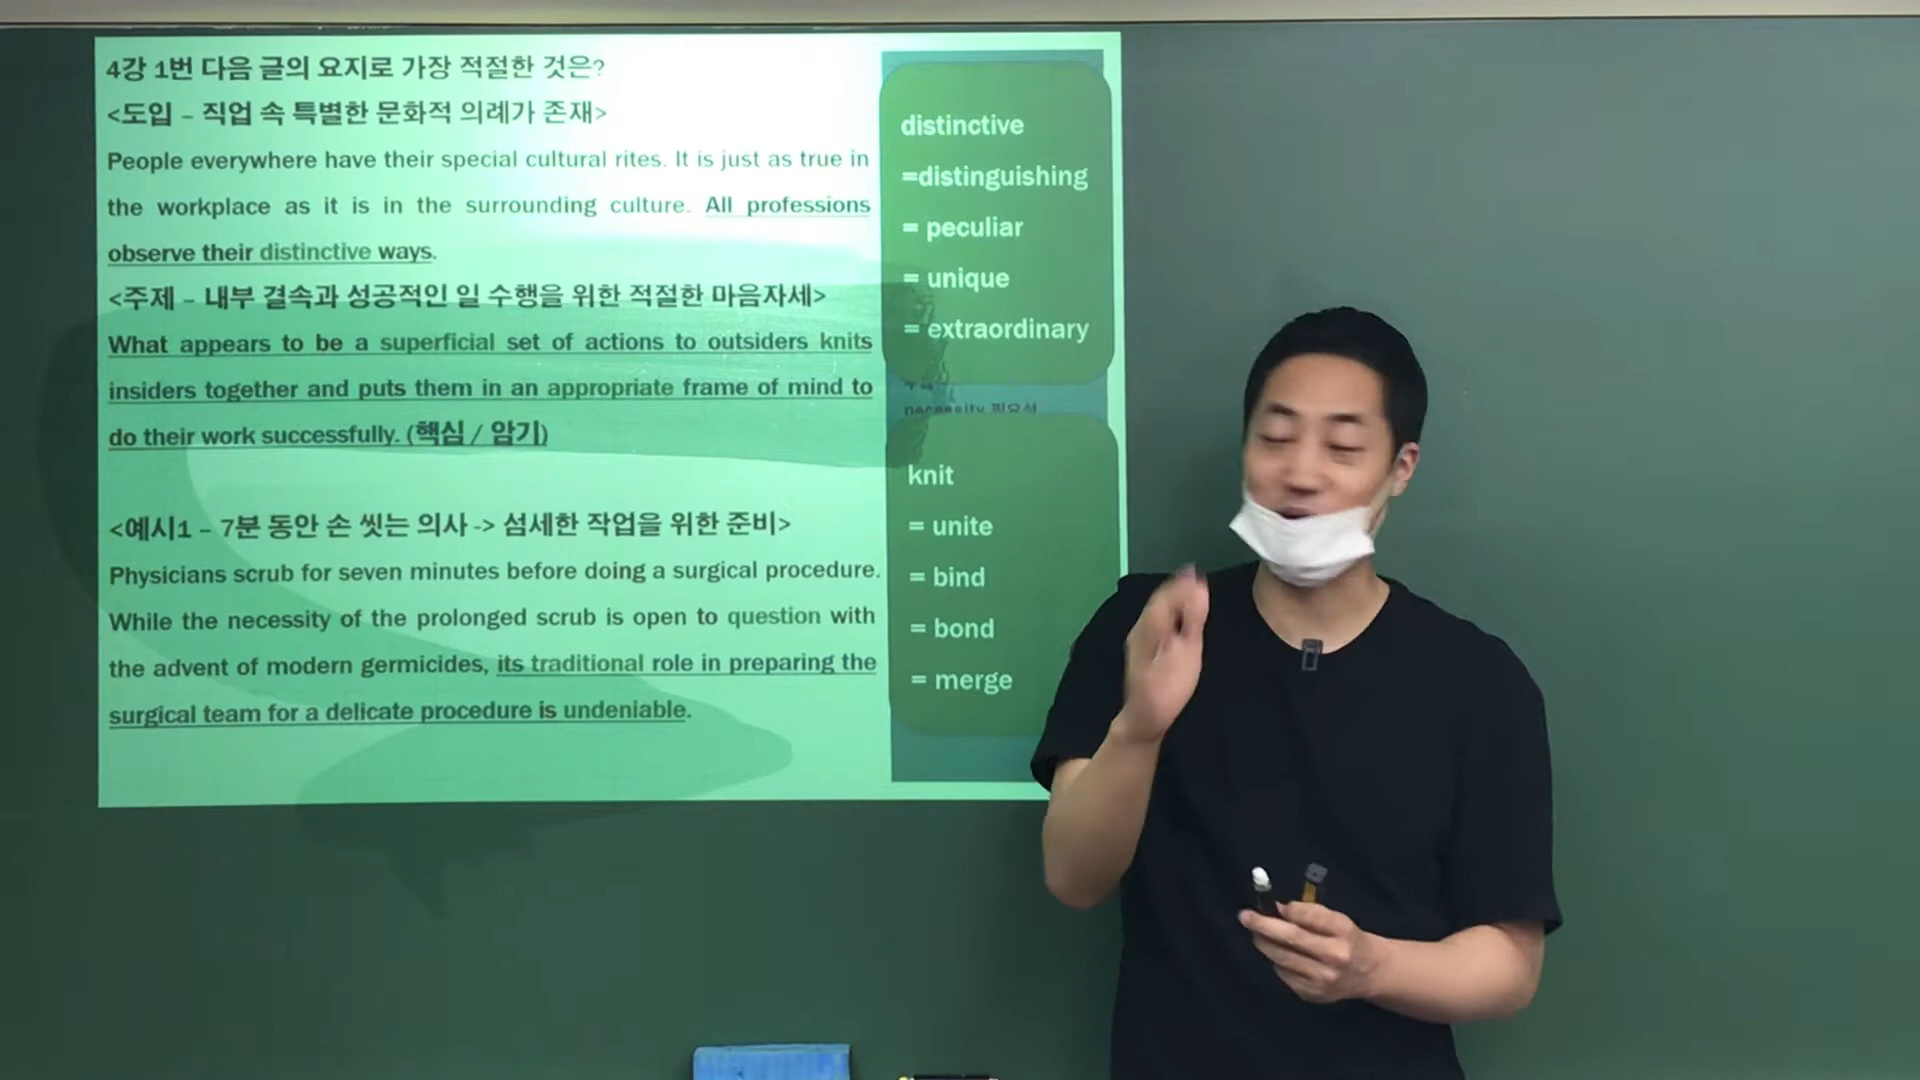 4강 1번 다음 글의 요지로 가장 적절한 것은?
<도입 – 직업 속 특별한 문화적 의례가 존재>
People everywhere have their special cultural rites. It is just as true in
the workplace as it is in the surrounding culture. All professions
observe their distinctive ways.
<주제 – 내부 결속과 성공적인 일 수행을 위한 적절한 마음자세>
What appears to be a superficial set of actions to outsiders knits
insiders together and puts them in an appropriate frame of mind to
do their work successfully. (핵심 / 암기)
<예시1 – 7분 동안 손 씻는 의사 -> 섬세한 작업을 위한 준비>
Physicians scrub for seven minutes before doing a surgical procedure.
While the necessity of the prolonged scrub is open to question with
the advent of modern germicides, its traditional role in preparing the
surgical team for a delicate procedure is undeniable.
distinctive
=distinguishing
= peculiar
= unique
= extraordinary
necessity 필요성
knit
= unite
= bind
= bond
= merge